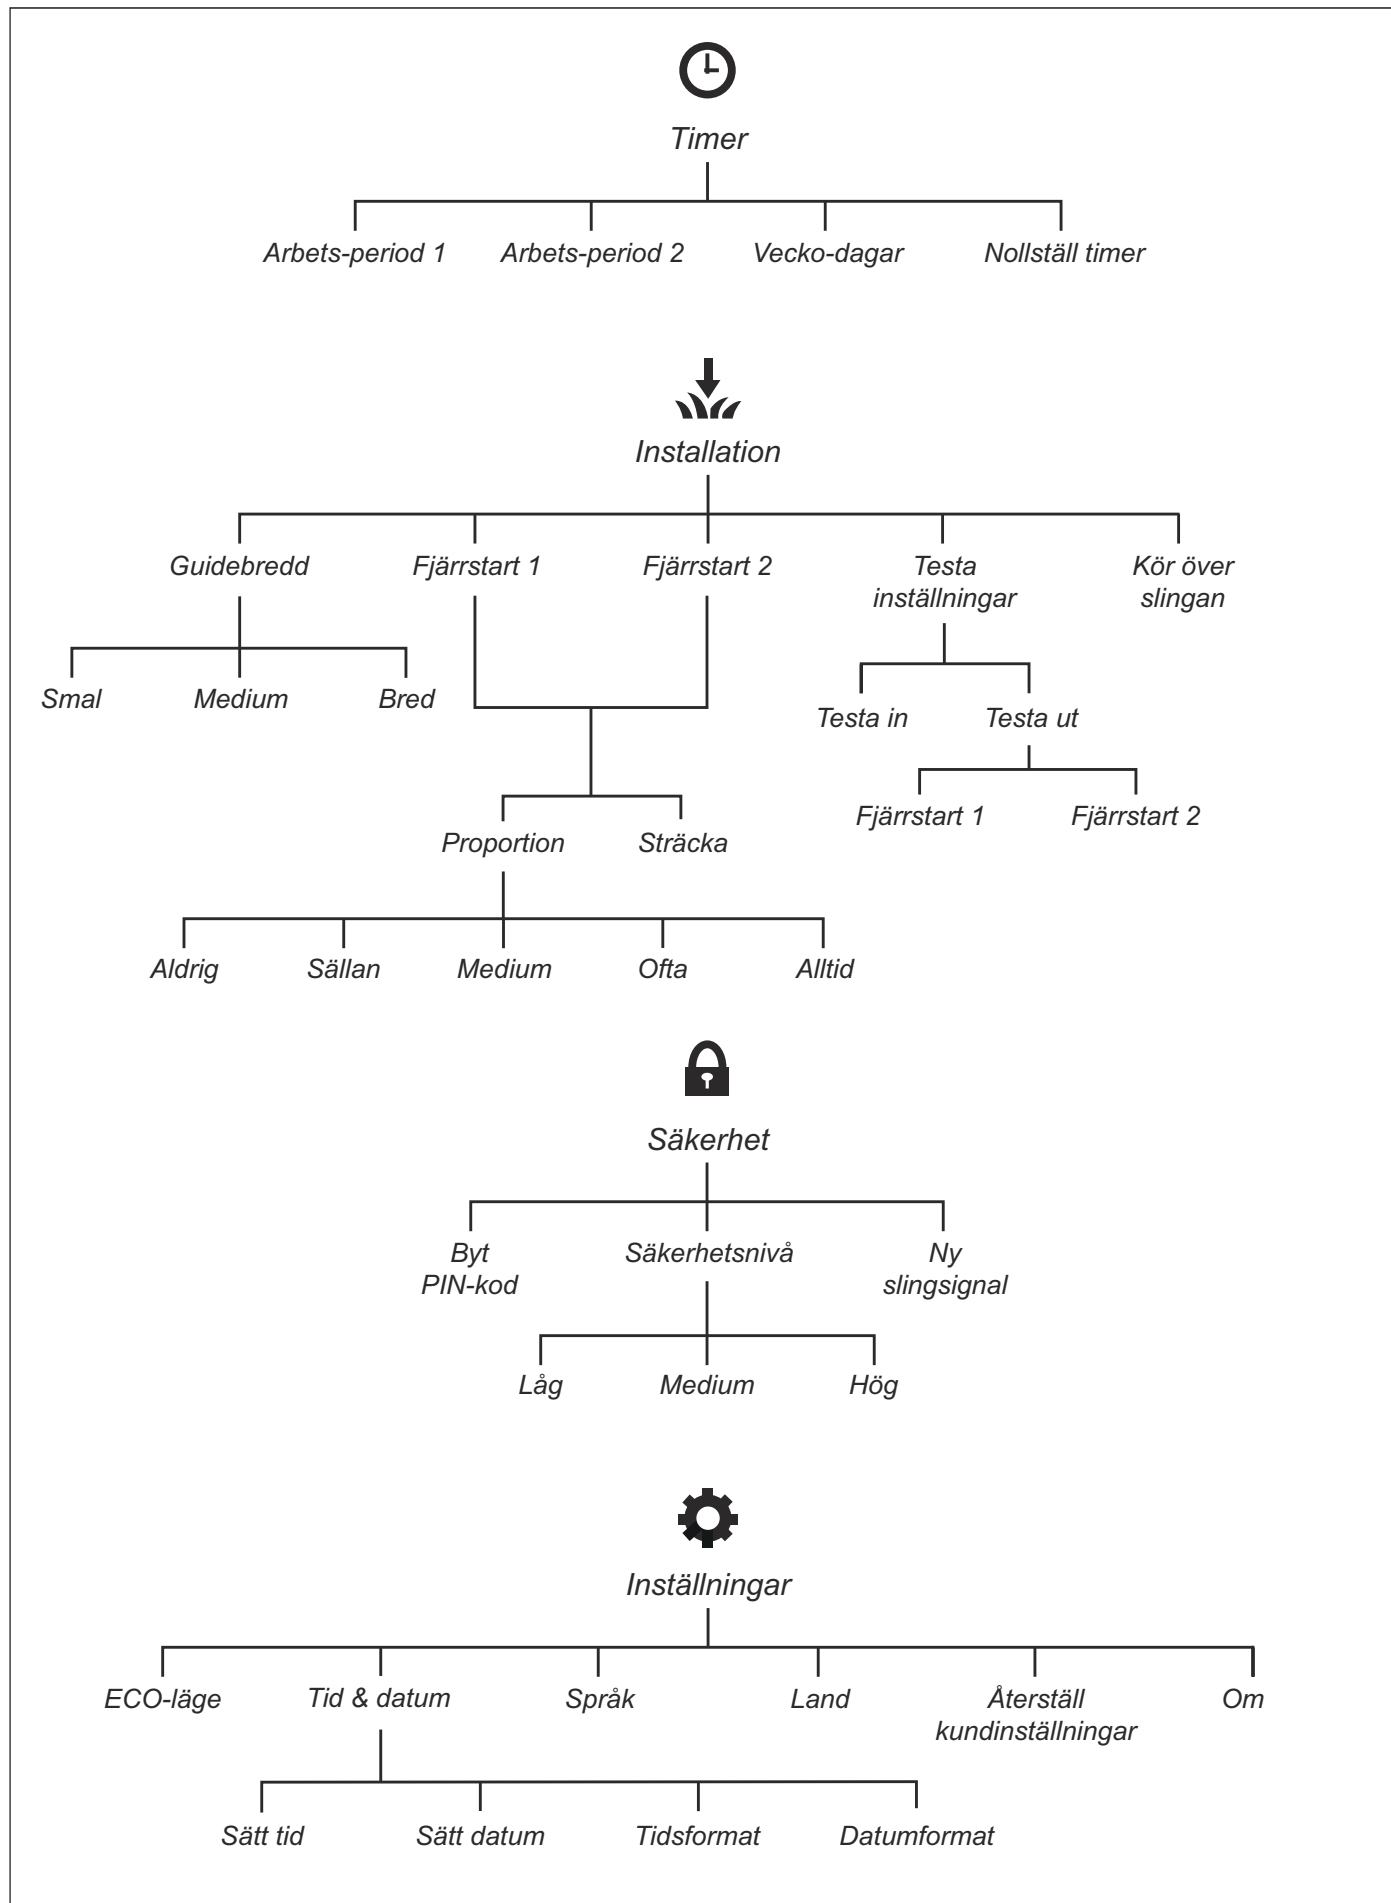 Timer
Arbets-period 1 Arbets-period 2 Vecko-dagar Nollställ timer
Installation
Guidebredd Fjärrstart 1 Fjärrstart 2 Testa inställningar Kör över slingan
Smal Medium Bred
Testa in Testa ut
Fjärrstart 1 Fjärrstart 2
Proportion Sträcka
Aldrig Sällan Medium Ofta Alltid
Säkerhet
Byt PIN-kod Säkerhetsnivå Ny slingsignal
Låg Medium Hög
Inställningar
ECO-läge Tid & datum Språk Land Återställ kundinställningar Om
Sätt tid Sätt datum Tidsformat Datumformat